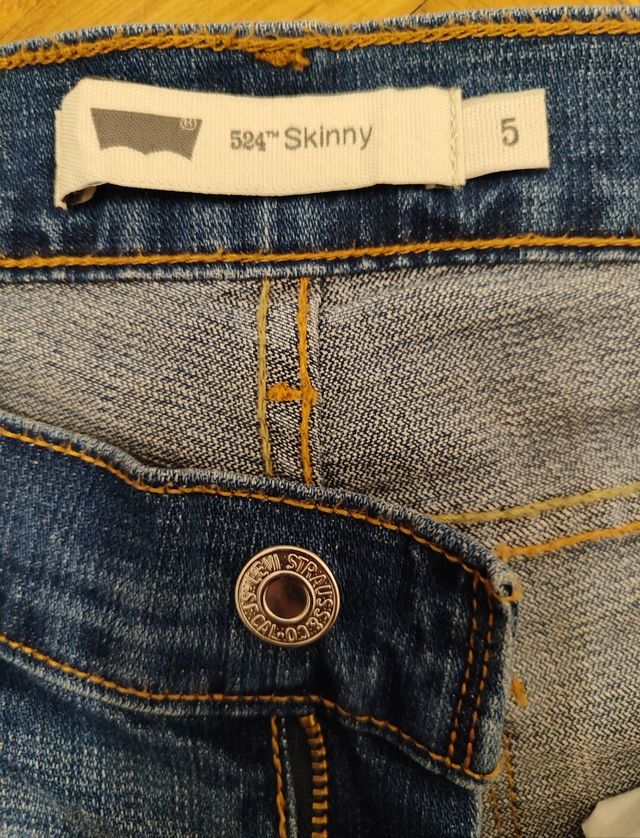 524™ Skinny
5
LEVI STRAUSS & CO. S.F. CAL.